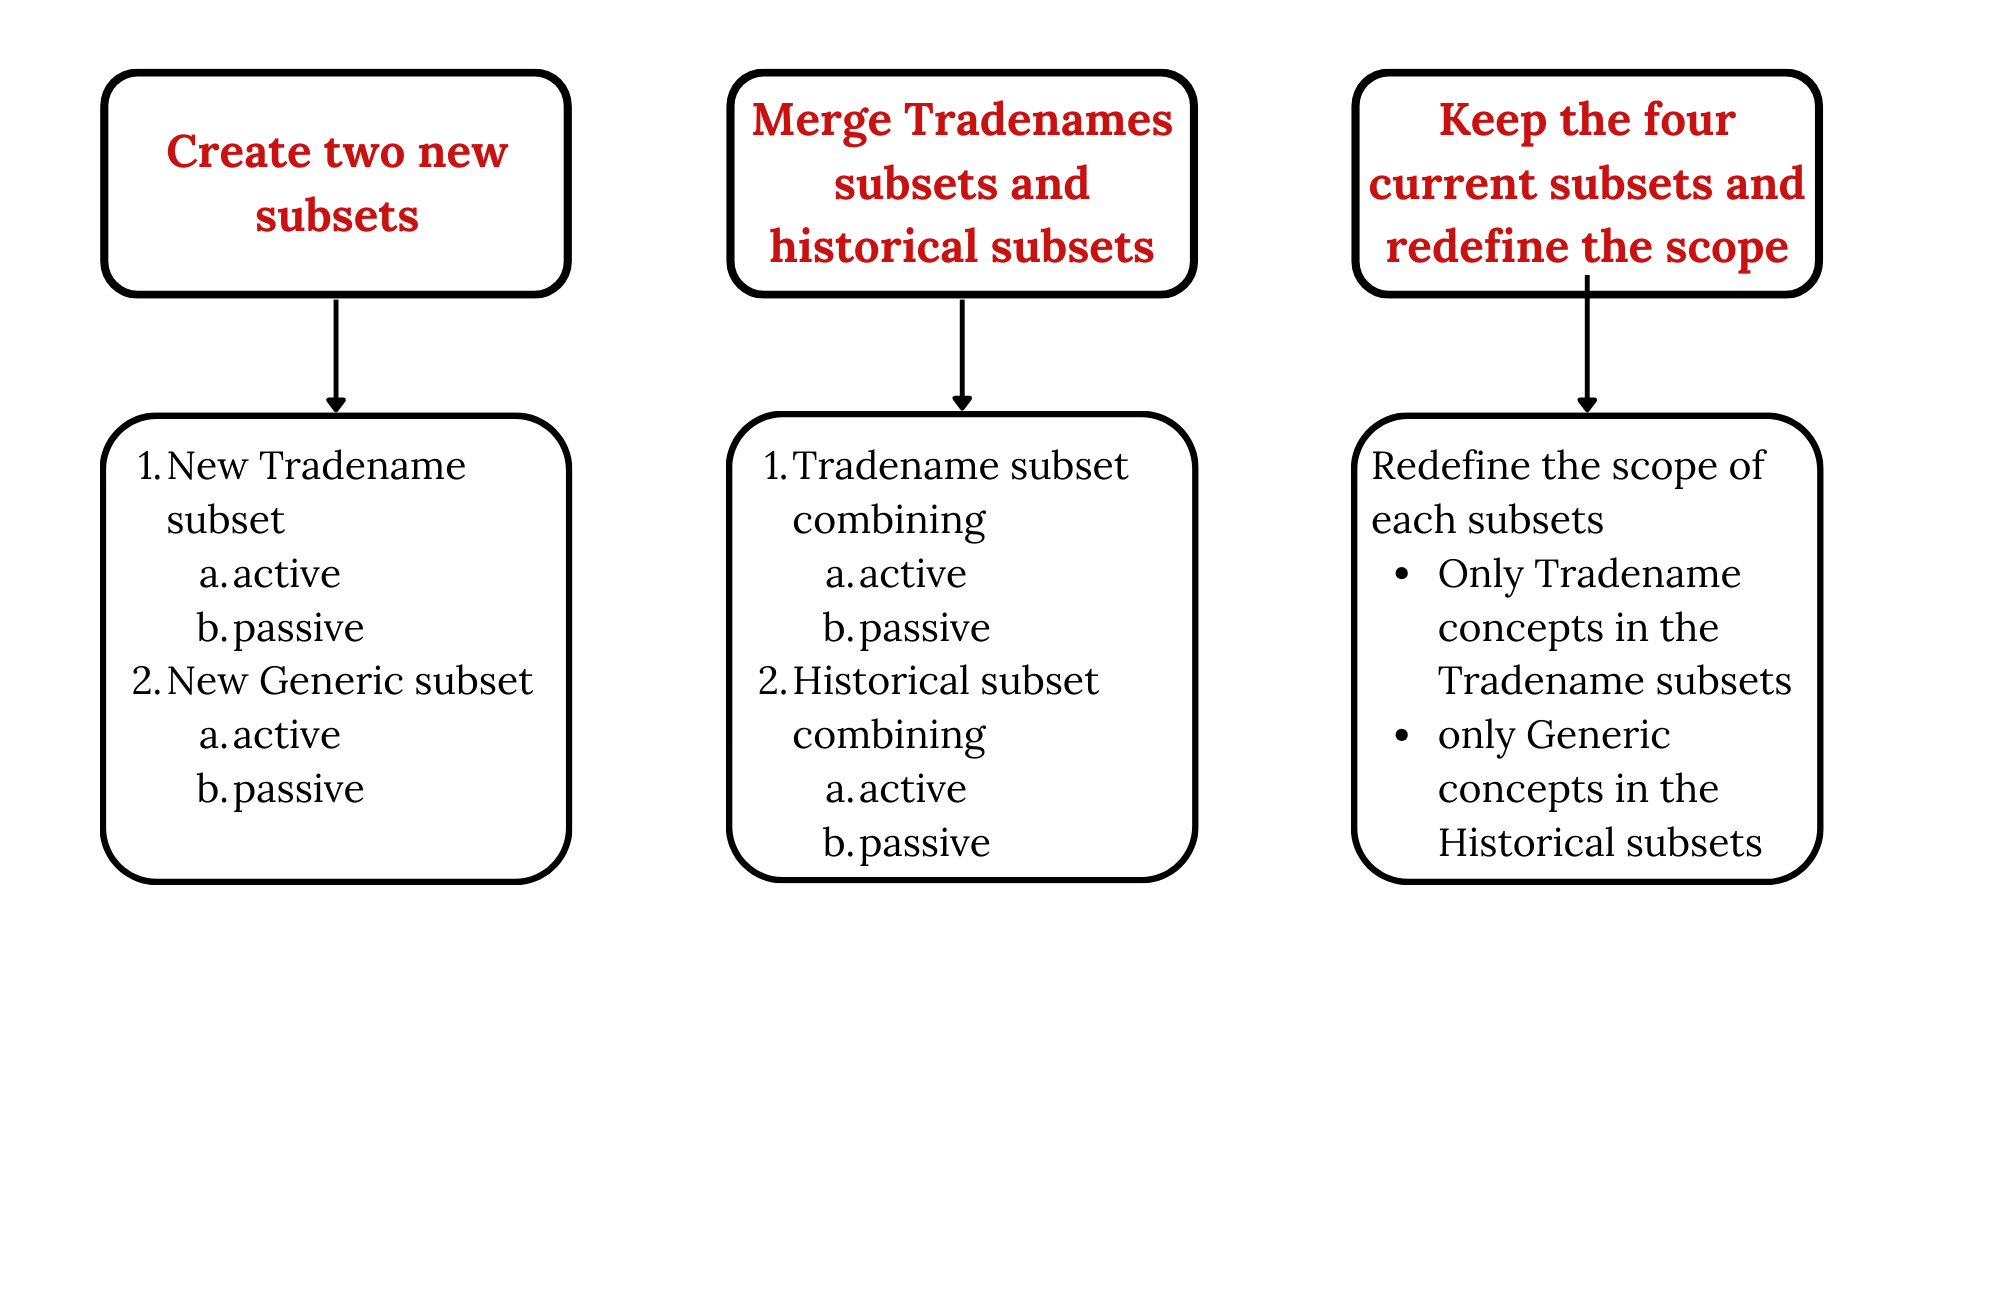 Create two new
subsets
Merge Tradenames
subsets and
historical subsets
Keep the four
current subsets and
redefine the scope
1. New Tradename
subset
a. active
b. passive
2. New Generic subset
a. active
b. passive
1. Tradename subset
combining
a. active
b. passive
2. Historical subset
combining
a. active
b. passive
Redefine the scope of
each subsets
• Only Tradename
concepts in the
Tradename subsets
• only Generic
concepts in the
Historical subsets